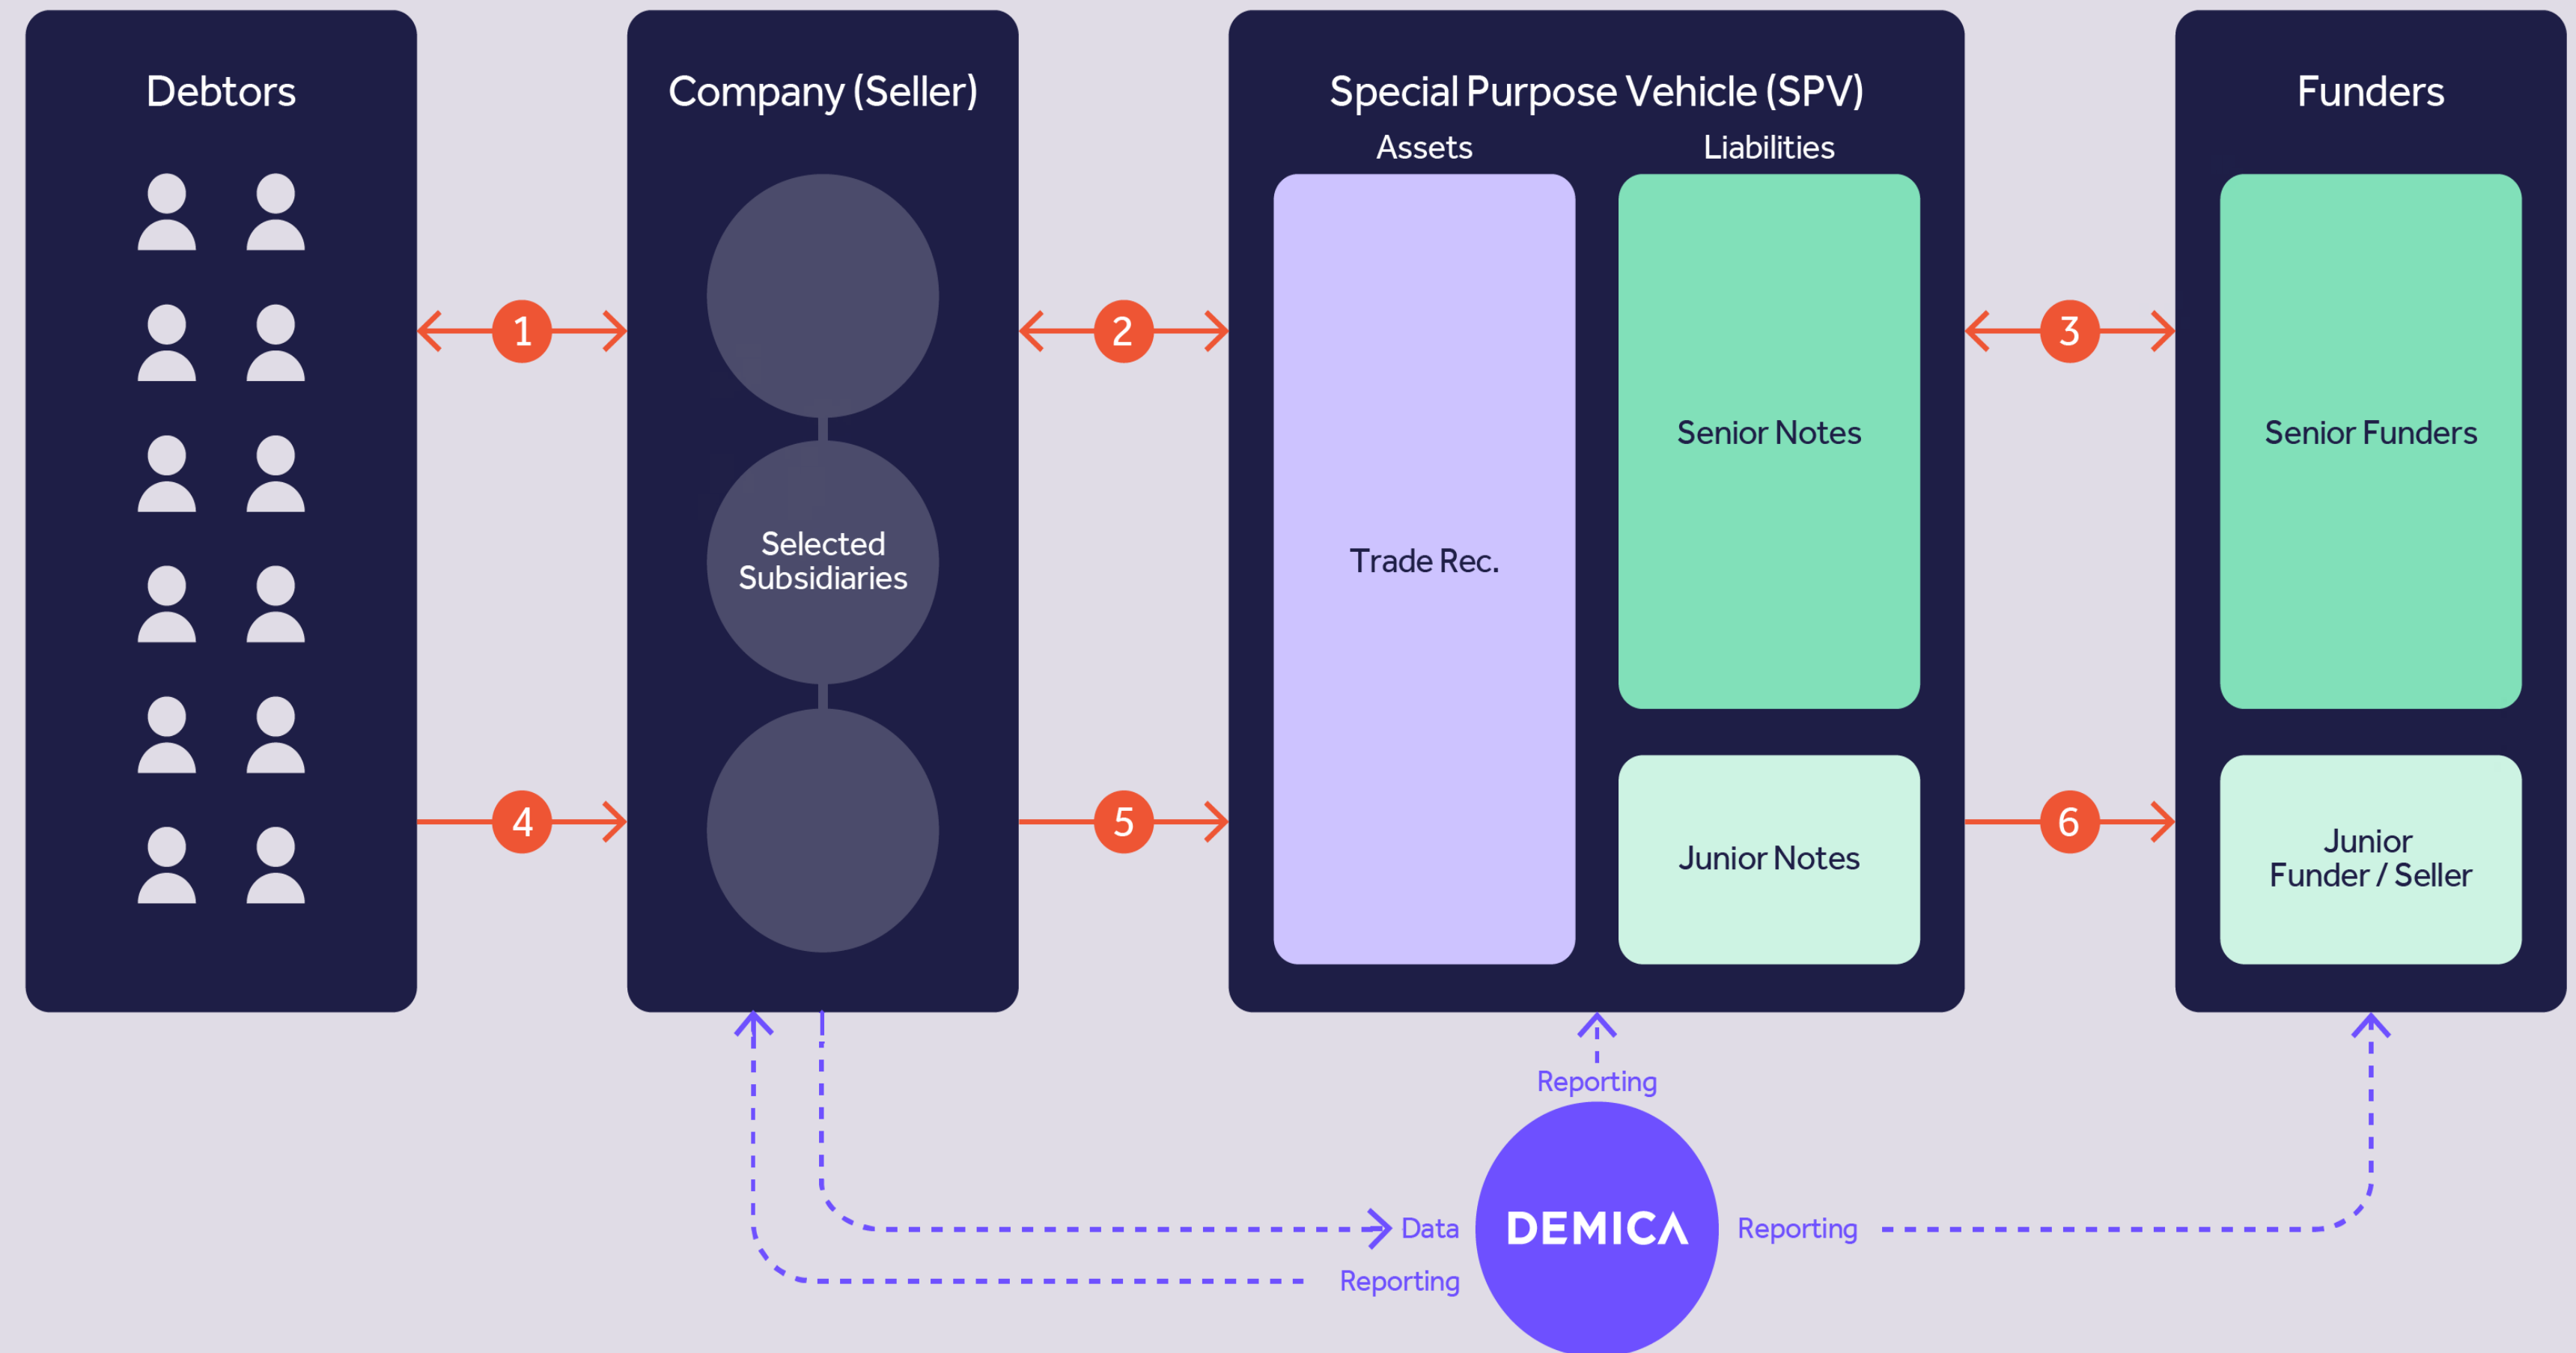 Debtors
Company (Seller)
Special Purpose Vehicle (SPV)
Funders
Assets
Liabilities
1
2
3
Senior Notes
Senior Funders
Selected
Subsidiaries
Trade Rec.
4
5
6
Junior Notes
Junior
Funder / Seller
Reporting
Data
DEMICA
Reporting
Reporting